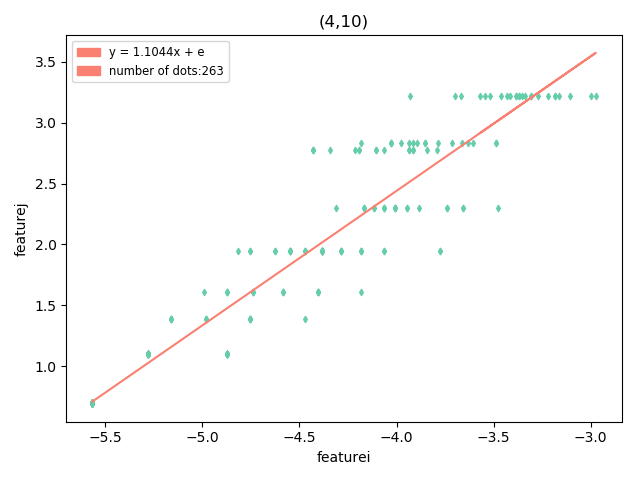 (4,10)
y = 1.1044x + e
number of dots:263
3.5
3.0
2.5
2.0
1.5
1.0
featurej
−5.5 −5.0 −4.5 −4.0 −3.5 −3.0
featurei